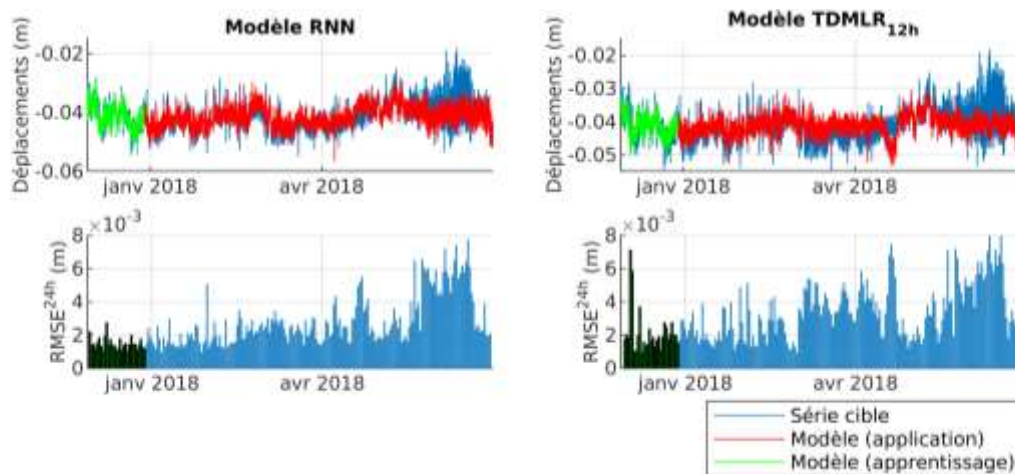 Modèle RNN
Déplacements (m)
-0.02
-0.04
-0.06
janv 2018
avr 2018
Modèle TDMLR12h
Déplacements (m)
-0.02
-0.03
-0.04
-0.05
janv 2018
avr 2018
×10-3
RMSE24h (m)
8
6
4
2
0
janv 2018
avr 2018
×10-3
RMSE24h (m)
8
6
4
2
0
janv 2018
avr 2018
Série cible
Modèle (application)
Modèle (apprentissage)